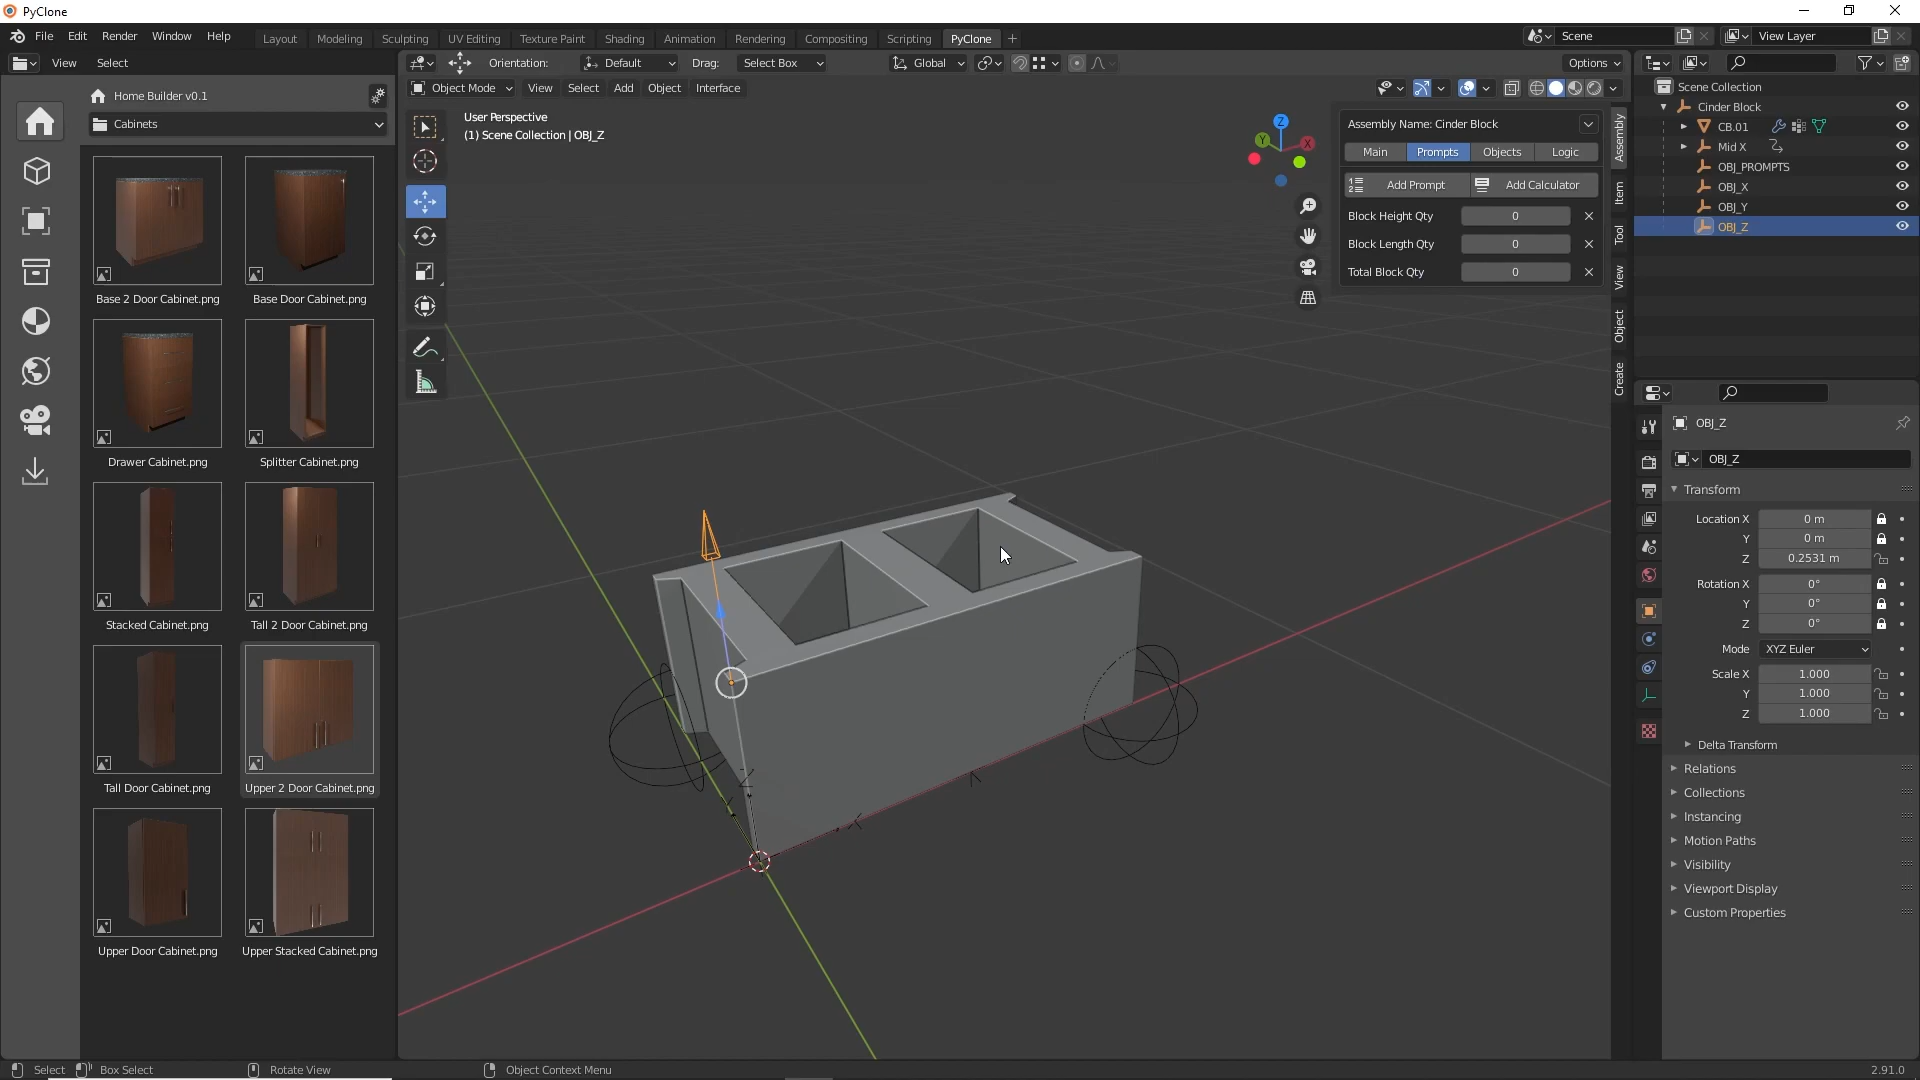 PyClone
File Edit Render Window Help
Layout Modeling Sculpting UV Editing Texture Paint Shading Animation Rendering Compositing Scripting PyClone
Scene
View Layer
View Select
Orientation: Default Drag: Select Box Global Options
Object Mode View Select Add Object Interface
Home Builder v0.1
Cabinets
Base 2 Door Cabinet.png
Base Door Cabinet.png
Drawer Cabinet.png
Splitter Cabinet.png
Stacked Cabinet.png
Tall 2 Door Cabinet.png
Tall Door Cabinet.png
Upper 2 Door Cabinet.png
Upper Door Cabinet.png
Upper Stacked Cabinet.png
User Perspective
(1) Scene Collection | OBJ_Z
Z
Y
X
Assembly Name: Cinder Block
Main Prompts Objects Logic
Add Prompt Add Calculator
Block Height Qty 0
Block Length Qty 0
Total Block Qty 0
Assembly
Item
Tool
View
Object
Create
Scene Collection
Cinder Block
CB.01
Mid X
OBJ_PROMPTS
OBJ_X
OBJ_Y
OBJ_Z
OBJ_Z
OBJ_Z
Transform
Location X 0 m
Y 0 m
Z 0.2531 m
Rotation X 0°
Y 0°
Z 0°
Mode XYZ Euler
Scale X 1.000
Y 1.000
Z 1.000
Delta Transform
Relations
Collections
Instancing
Motion Paths
Visibility
Viewport Display
Custom Properties
Select Box Select Rotate View Object Context Menu 2.91.0